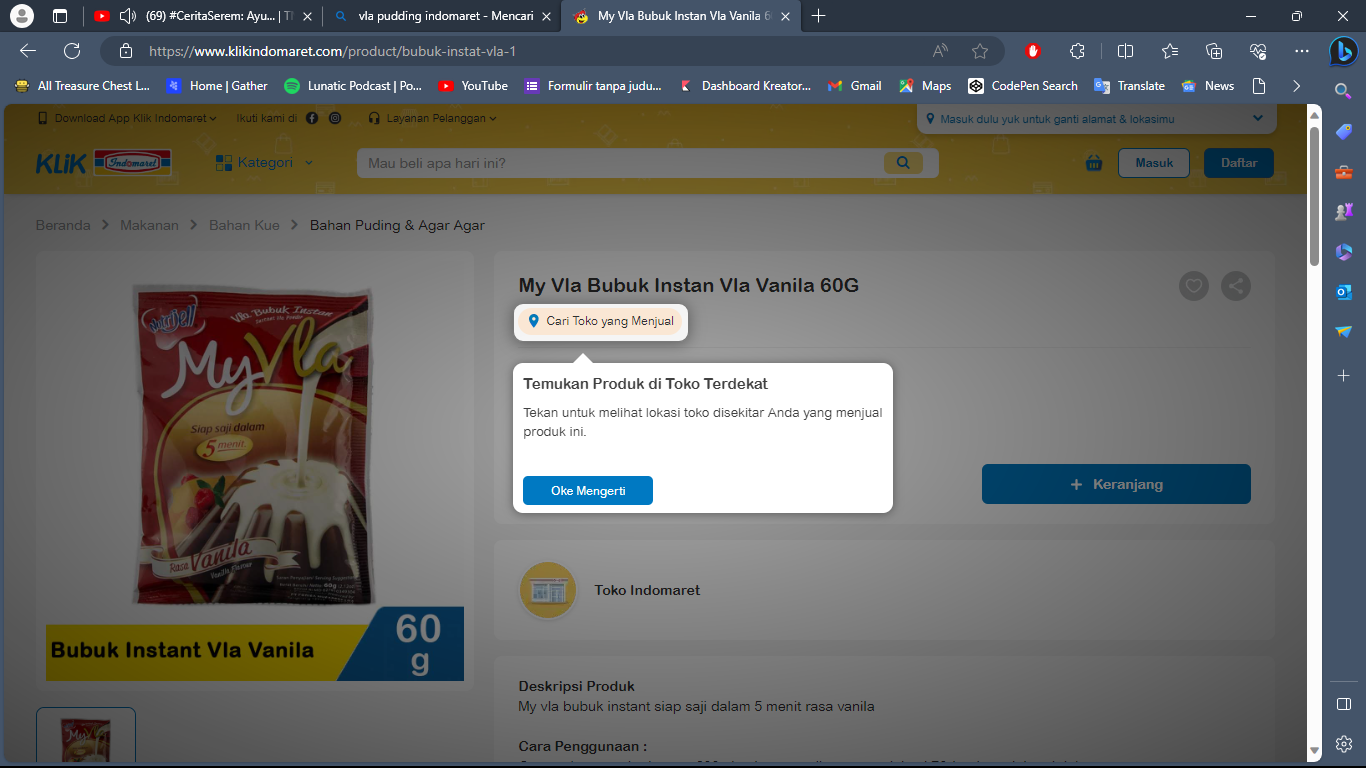 (69) #CeritaSerem: Ayu... | T
vla pudding indomaret - Mencari
My Vla Bubuk Instan Vla Vanila 6
https://www.klikindomaret.com/product/bubuk-instat-vla-1
All Treasure Chest L...
Home | Gather
Lunatic Podcast | Po...
YouTube
Formulir tanpa judu...
Dashboard Kreator...
Gmail
Maps
CodePen Search
Translate
News
Download App Klik Indomaret
Ikuti kami di
Layanan Pelanggan
Masuk dulu yuk untuk ganti alamat & lokasimu
KLIK Indomaret
Kategori
Mau beli apa hari ini?
Masuk
Daftar
Beranda > Makanan > Bahan Kue > Bahan Puding & Agar Agar
My Vla Bubuk Instan Vla Vanila 60G
Cari Toko yang Menjual
Temukan Produk di Toko Terdekat
Tekan untuk melihat lokasi toko disekitar Anda yang menjual
produk ini.
Oke Mengerti
+ Keranjang
Nutrijell
Vla Bubuk Instan
MyVla
Siap saji dalam
5 menit.
Rasa Vanila
Vanilla Flavour
60
g
Bubuk Instant Vla Vanila
Toko Indomaret
Deskripsi Produk
My vla bubuk instant siap saji dalam 5 menit rasa vanila
Cara Penggunaan :